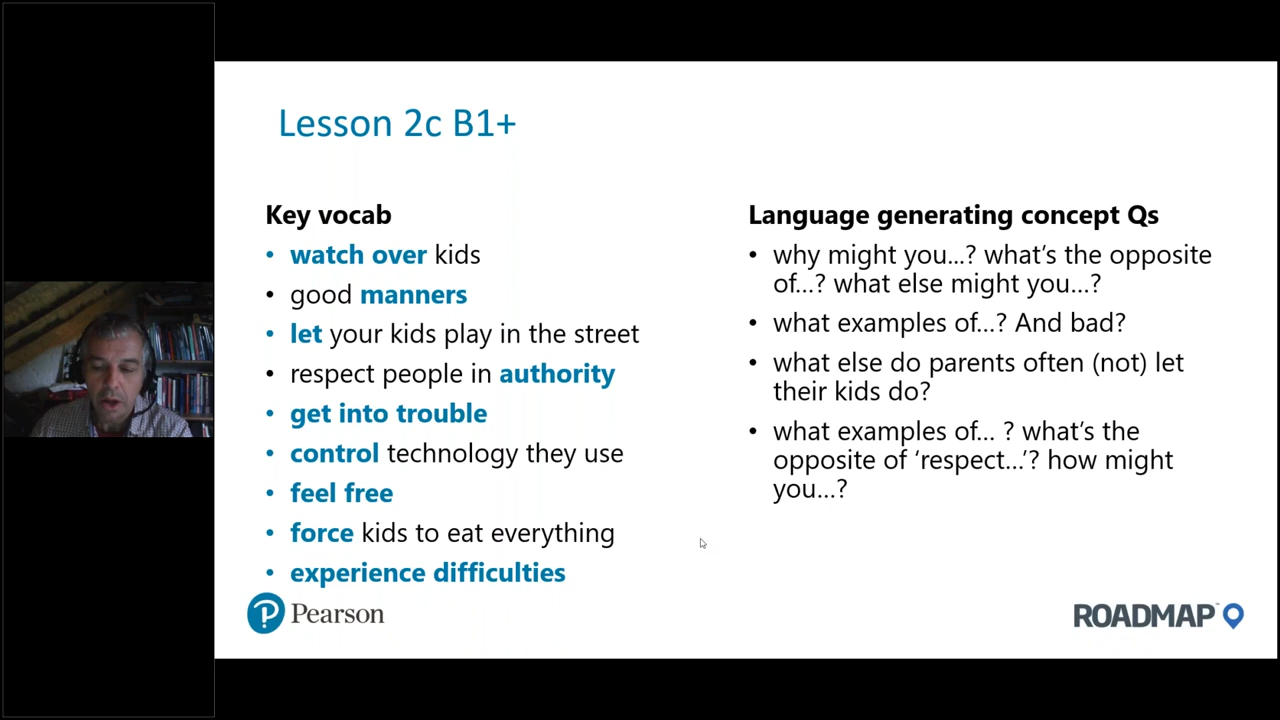 Lesson 2c B1+
Key vocab
• watch over kids
• good manners
• let your kids play in the street
• respect people in authority
• get into trouble
• control technology they use
• feel free
• force kids to eat everything
• experience difficulties
Language generating concept Qs
• why might you...? what's the opposite
of...? what else might you...?
• what examples of...? And bad?
• what else do parents often (not) let
their kids do?
• what examples of... ? what's the
opposite of 'respect...'? how might
you...?
Pearson
ROADMAP